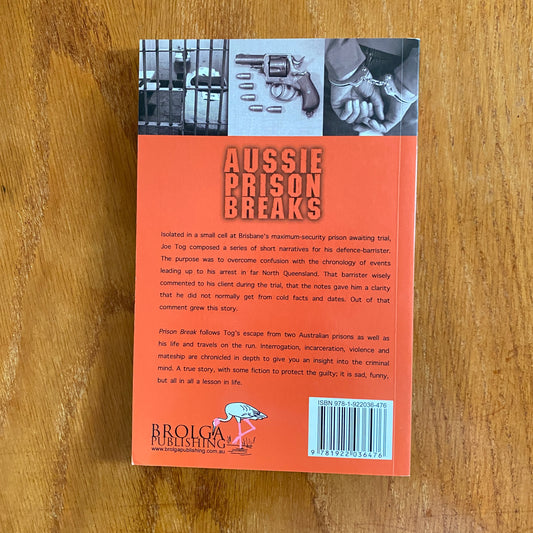 AUSSIE
PRISON
BREAKS
Isolated in a small cell at Brisbane's maximum-security prison awaiting trial,
Joe Tog composed a series of short narratives for his defence-barrister.
The purpose was to overcome confusion with the chronology of events
leading up to his arrest in far North Queensland. That barrister wisely
commented to his client during the trial, that the notes gave him a clarity
that he did not normally get from cold facts and dates. Out of that
comment grew this story.
Prison Break follows Tog's escape from two Australian prisons as well as
his life and travels on the run. Interrogation, incarceration, violence and
mateship are chronicled in depth to give you an insight into the criminal
mind. A true story, with some fiction to protect the guilty; it is sad, funny,
but all in all a lesson in life.
BROLGA
PUBLISHING
www.brolgapublishing.com.au
ISBN 978-1-922036-476
9 781922 036476